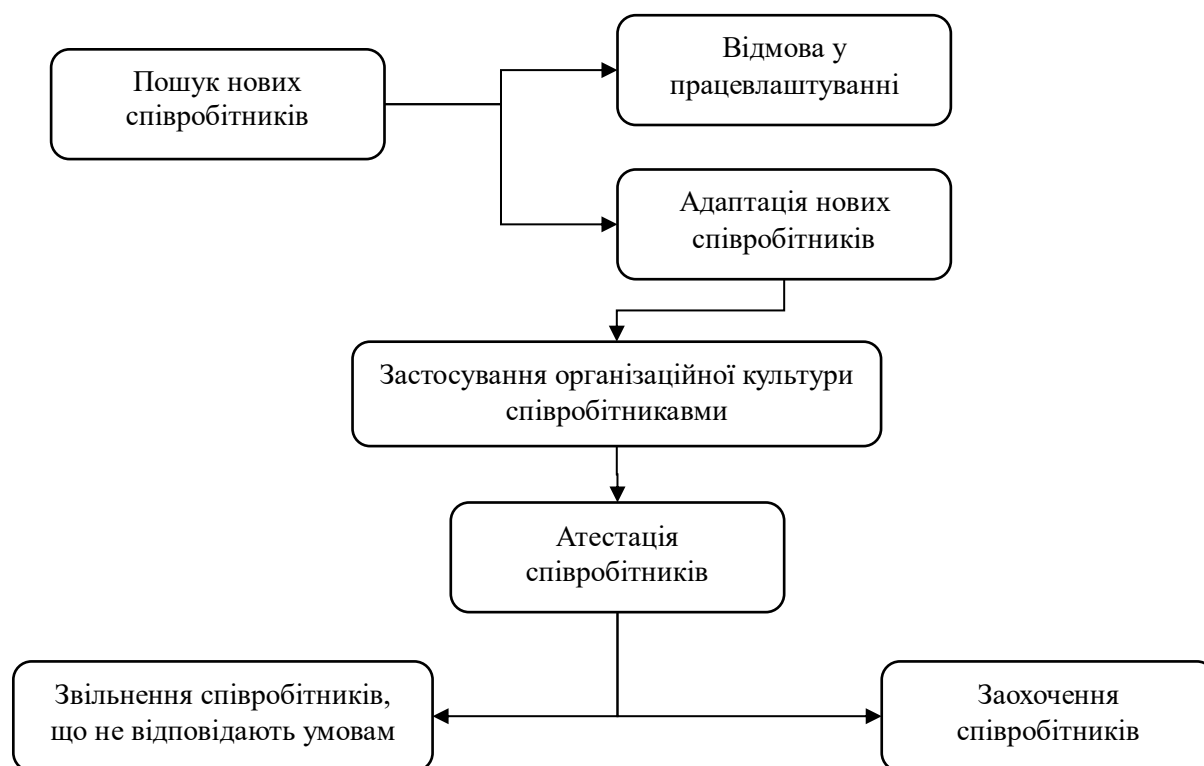 Пошук нових
співробітників
Відмова у
працевлаштуванні
Адаптація нових
співробітників
Застосування організаційної культури
співробітникавми
Атестація
співробітників
Звільнення співробітників,
що не відповідають умовам
Заохочення
співробітників